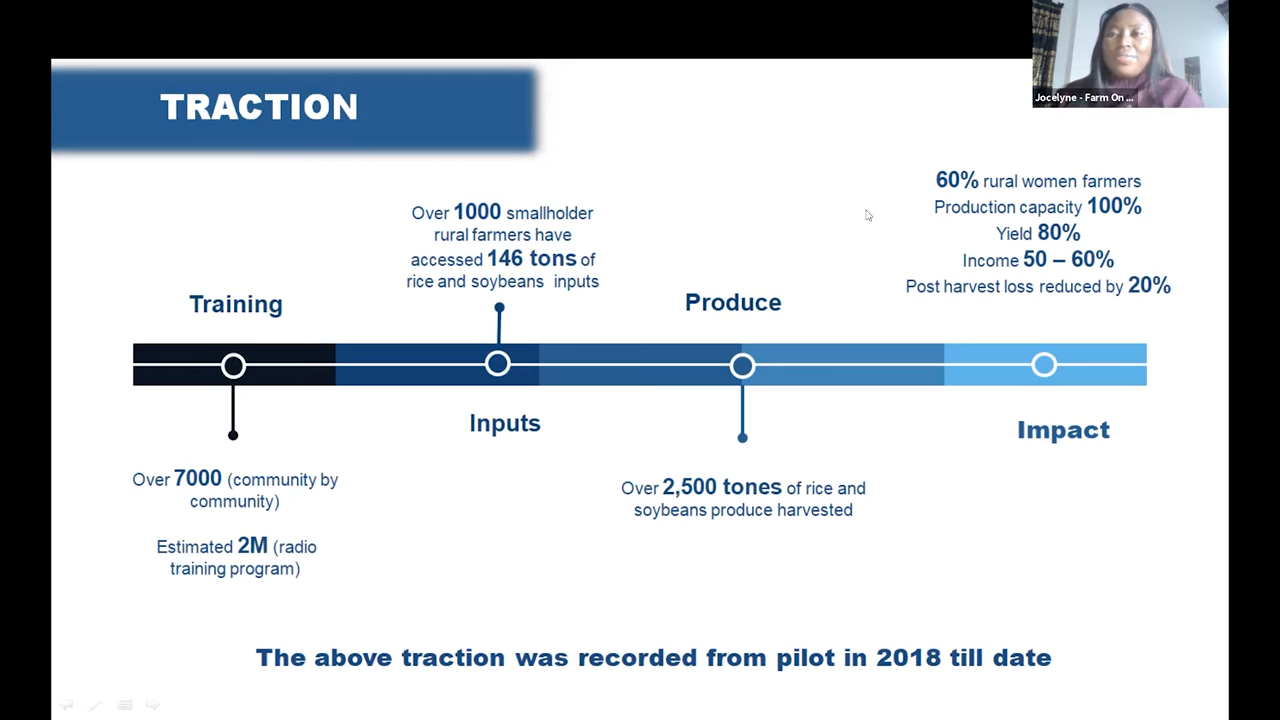 TRACTION
Jocelyne - Farm On ...
60% rural women farmers
Production capacity 100%
Yield 80%
Income 50 – 60%
Post harvest loss reduced by 20%
Over 1000 smallholder
rural farmers have
accessed 146 tons of
rice and soybeans inputs
Training
Produce
Inputs
Impact
Over 7000 (community by
community)
Estimated 2M (radio
training program)
Over 2,500 tones of rice and
soybeans produce harvested
The above traction was recorded from pilot in 2018 till date